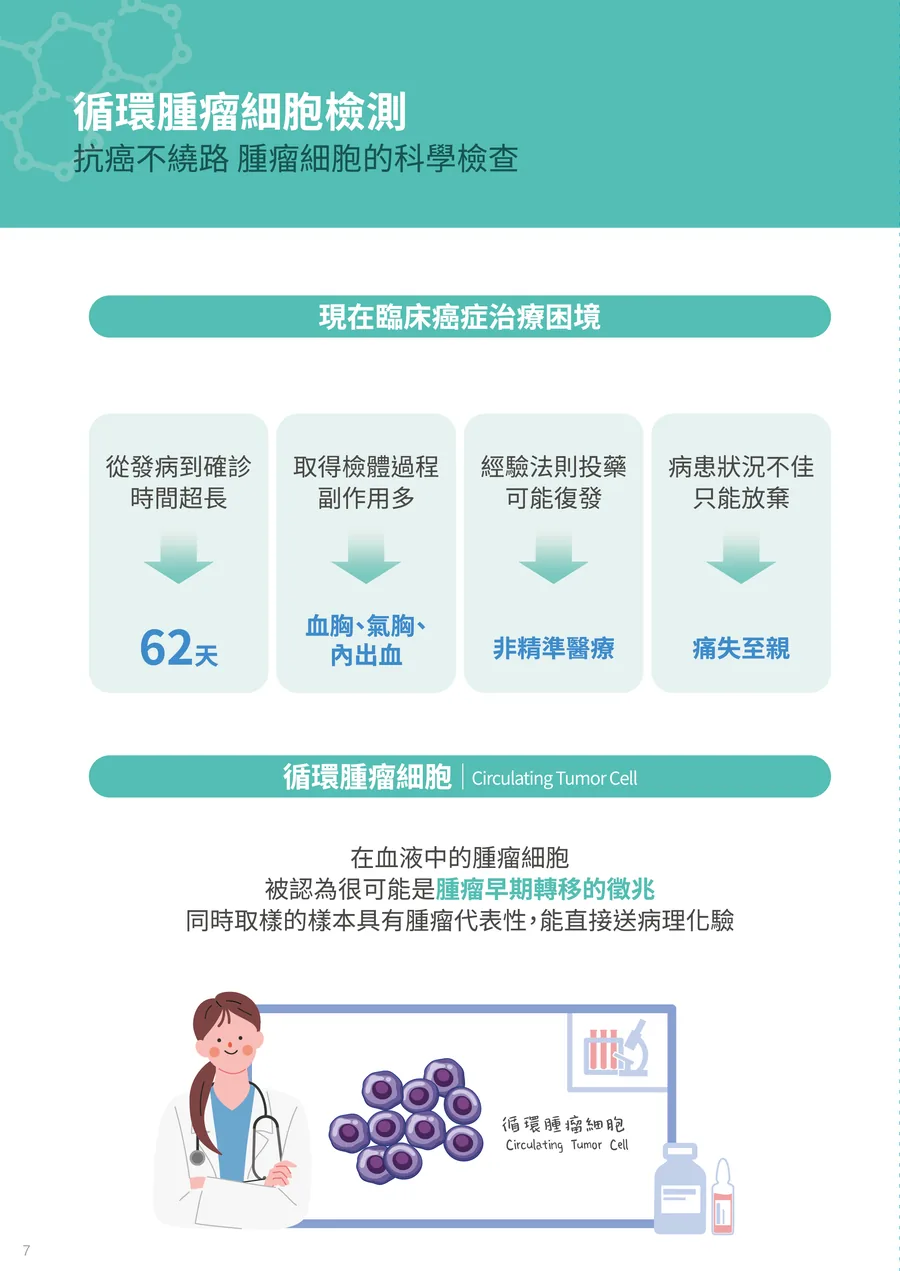 循環腫瘤細胞檢測
抗癌不繞路 腫瘤細胞的科學檢查
現在臨床癌症治療困境
從發病到確診
時間超長
62天
取得檢體過程
副作用多
血胸、氣胸、
內出血
經驗法則投藥
可能復發
非精準醫療
病患狀況不佳
只能放棄
痛失至親
循環腫瘤細胞｜Circulating Tumor Cell
在血液中的腫瘤細胞
被認為很可能是腫瘤早期轉移的徵兆
同時取樣的樣本具有腫瘤代表性，能直接送病理化驗
循環腫瘤細胞
Circulating Tumor Cell
7